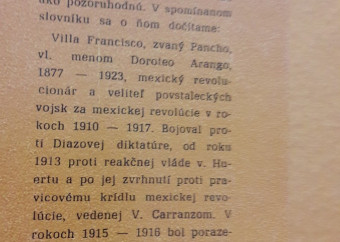 ako pozoruhodnú. V spomínanom
slovníku sa o ňom dočítame:
Villa Francisco, zvaný Pancho,
vl. menom Doroteo Arango,
1877 — 1923, mexický revolu-
cionár a veliteľ povstaleckých
vojsk za mexickej revolúcie v ro-
koch 1910 — 1917. Bojoval pro-
ti Díazovej diktatúre, od roku
1913 proti reakčnej vláde v. Hu-
ertu a po jej zvrhnutí proti pra-
vicovému krídlu mexickej revo-
lúcie, vedenej V. Carranzom. V
rokoch 1915 — 1916 bol poraze-